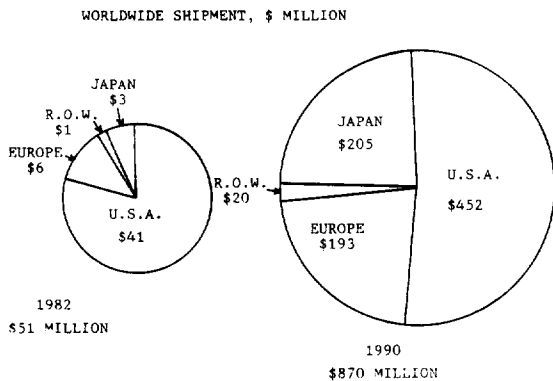 WORLDWIDE SHIPMENT, $ MILLION
JAPAN
$3
R.O.W.
$1
EUROPE
$6
U.S.A.
$41
1982
$51 MILLION
JAPAN
$205
U.S.A.
$452
R.O.W.
$20
EUROPE
$193
1990
$870 MILLION